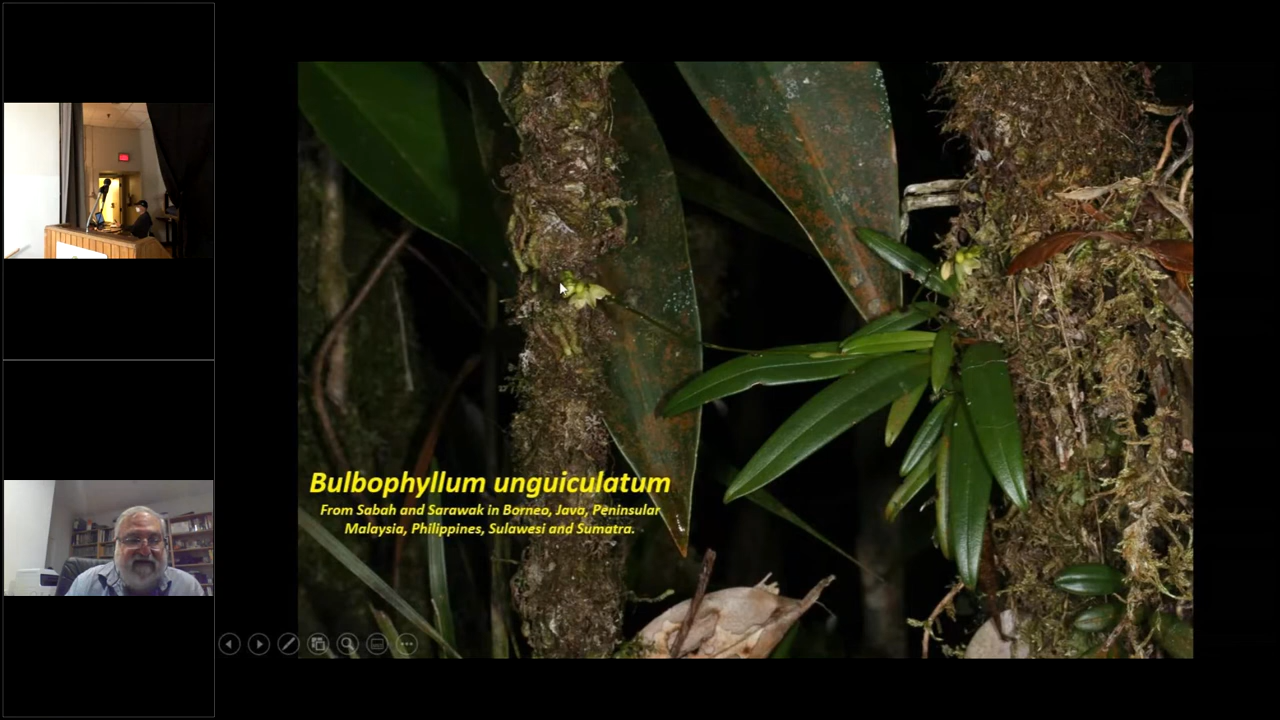 Bulbophyllum unguiculatum
From Sabah and Sarawak in Borneo, Java, Peninsular
Malaysia, Philippines, Sulawesi and Sumatra.